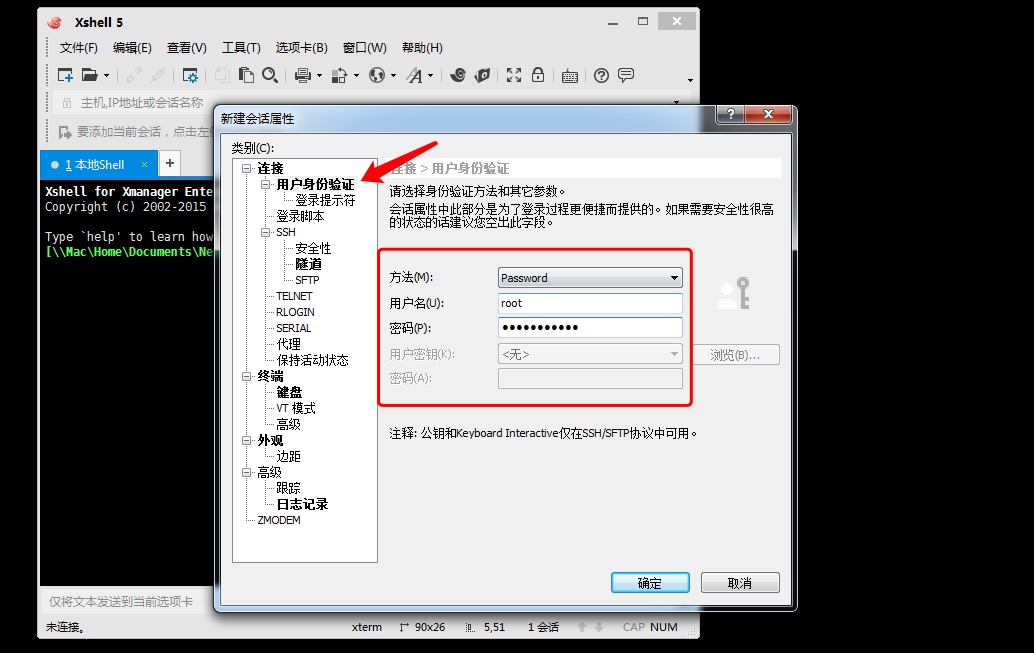 Xshell 5
文件(F) 编辑(E) 查看(V) 工具(T) 选项卡(B) 窗口(W) 帮助(H)
主机,IP地址或会话名称
要添加当前会话，点击左
1 本地Shell
Xshell for Xmanager Ente
Copyright (c) 2002-2015
Type `help' to learn how
[\\Mac\Home\Documents\Ne
新建会话属性
类别(C):
连接
用户身份验证
登录提示符
登录脚本
SSH
安全性
隧道
SFTP
TELNET
RLOGIN
SERIAL
代理
保持活动状态
终端
键盘
VT 模式
高级
外观
边距
高级
跟踪
日志记录
ZMODEM
连接 > 用户身份验证
请选择身份验证方法和其它参数。
会话属性中此部分是为了登录过程更便捷而提供的。如果需要安全性很高
的状态的话建议您空出此字段。
方法(M): Password
用户名(U): root
密码(P): ●●●●●●●●●●●
用户密钥(K): <无> 浏览(B)...
密码(A):
注释: 公钥和Keyboard Interactive仅在SSH/SFTP协议中可用。
确定 取消
仅将文本发送到当前选项卡
未连接。 xterm 90x26 5,51 1 会话 CAP NUM